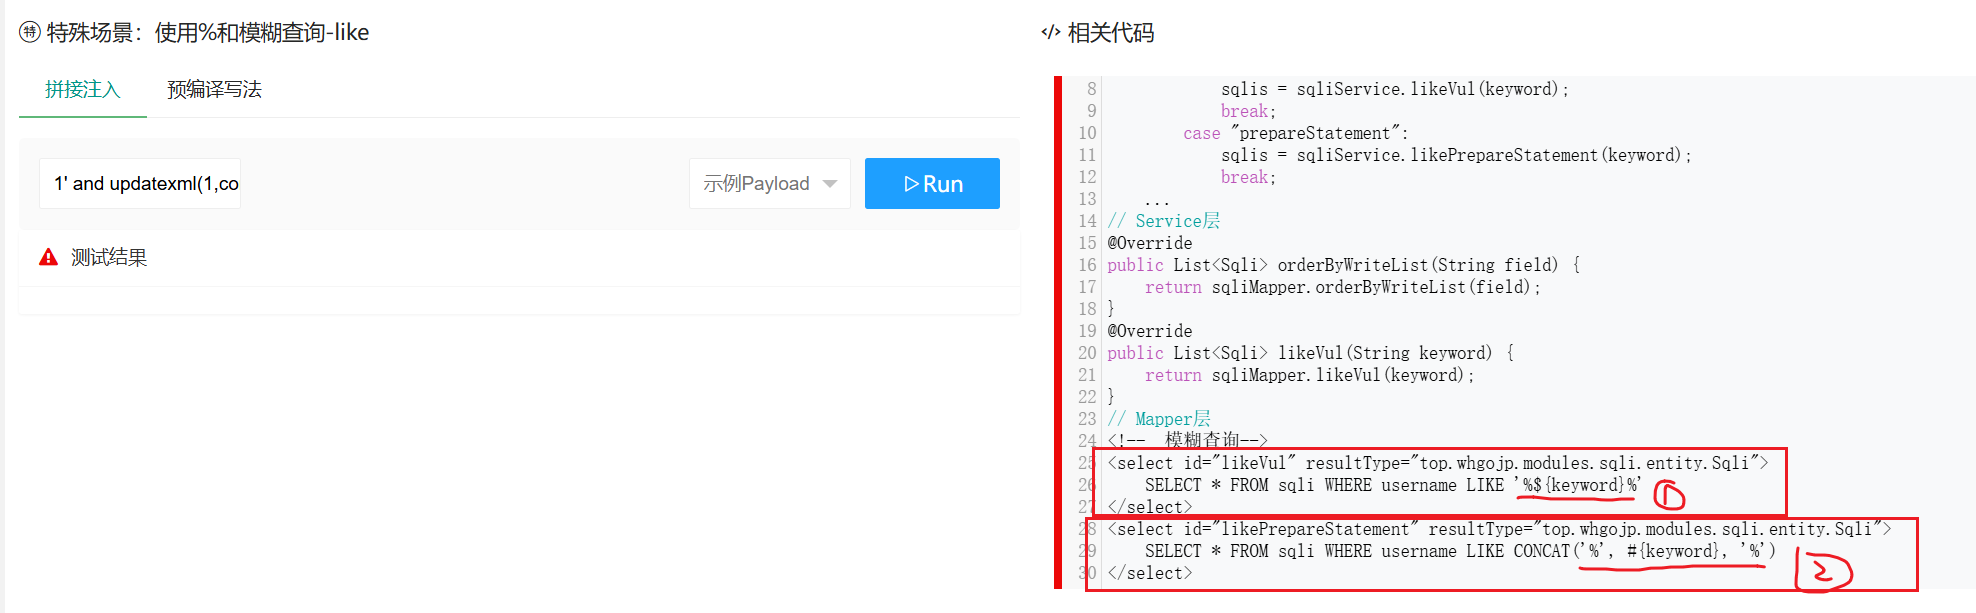 特 特殊场景：使用%和模糊查询-like
拼接注入 预编译写法
1' and updatexml(1,co 示例Payload Run
测试结果
</> 相关代码
8 sqlis = sqliService.likeVul(keyword);
9 break;
10 case "prepareStatement":
11 sqlis = sqliService.likePrepareStatement(keyword);
12 break;
13 ...
14 // Service层
15 @Override
16 public List<Sqli> orderByWriteList(String field) {
17 return sqliMapper.orderByWriteList(field);
18 }
19 @Override
20 public List<Sqli> likeVul(String keyword) {
21 return sqliMapper.likeVul(keyword);
22 }
23 // Mapper层
24 <!-- 模糊查询-->
25 <select id="likeVul" resultType="top.whgojp.modules.sqli.entity.Sqli">
26 SELECT * FROM sqli WHERE username LIKE '%${keyword}%' ①
27 </select>
28 <select id="likePrepareStatement" resultType="top.whgojp.modules.sqli.entity.Sqli">
29 SELECT * FROM sqli WHERE username LIKE CONCAT('%', #{keyword}, '%') ②
30 </select>